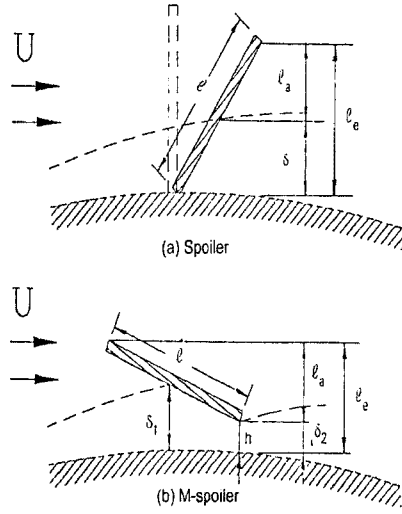 U
ℓ
ℓa
ℓe
δ
(a) Spoiler
U
ℓ
ℓa
ℓe
δ1
h
δ2
(b) M-spoiler